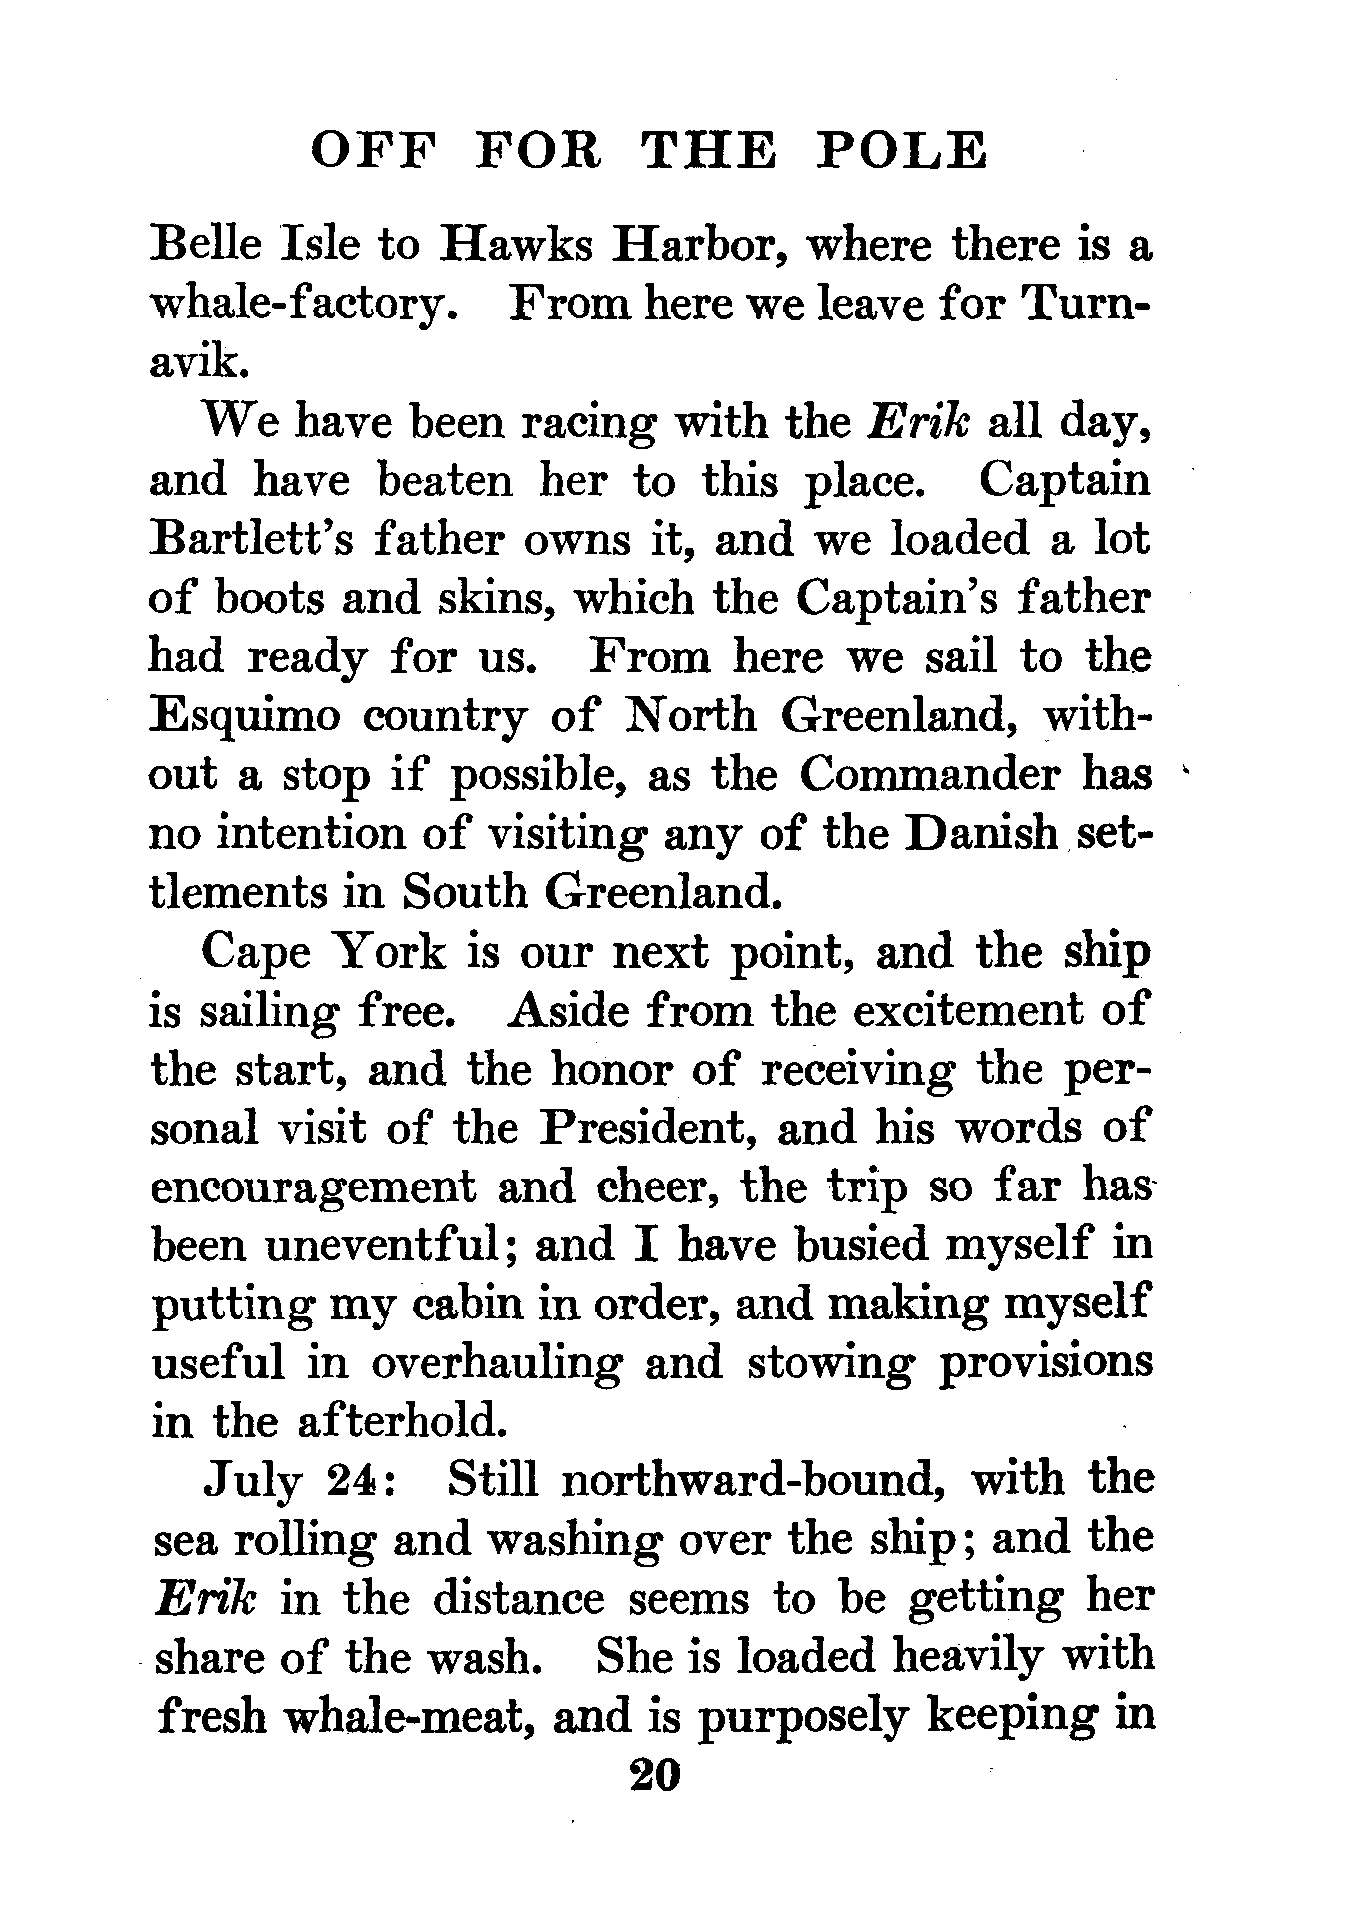 OFF FOR THE POLE
Belle Isle to Hawks Harbor, where there is a
whale-factory. From here we leave for Turn-
avik.
We have been racing with the Erik all day,
and have beaten her to this place. Captain
Bartlett's father owns it, and we loaded a lot
of boots and skins, which the Captain's father
had ready for us. From here we sail to the
Esquimo country of North Greenland, with-
out a stop if possible, as the Commander has
no intention of visiting any of the Danish set-
tlements in South Greenland.
Cape York is our next point, and the ship
is sailing free. Aside from the excitement of
the start, and the honor of receiving the per-
sonal visit of the President, and his words of
encouragement and cheer, the trip so far has
been uneventful; and I have busied myself in
putting my cabin in order, and making myself
useful in overhauling and stowing provisions
in the afterhold.
July 24: Still northward-bound, with the
sea rolling and washing over the ship; and the
Erik in the distance seems to be getting her
share of the wash. She is loaded heavily with
fresh whale-meat, and is purposely keeping in
20